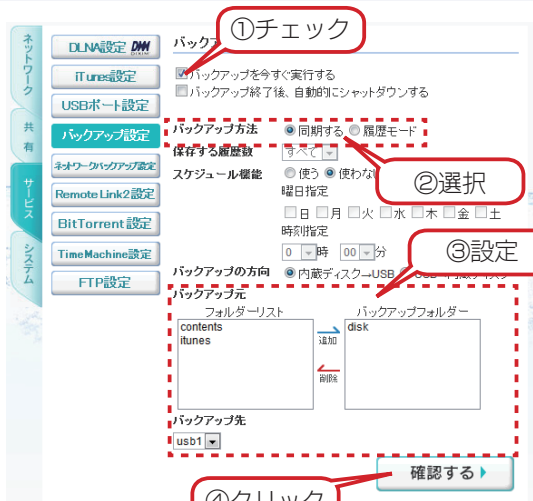 ネットワーク
共有
サービス
システム
DLNA設定
iTunes設定
USBポート設定
バックアップ設定
ネットワークバックアップ設定
Remote Link2設定
BitTorrent設定
TimeMachine設定
FTP設定
バックア
①チェック
バックアップを今すぐ実行する
バックアップ終了後、自動的にシャットダウンする
バックアップ方法 同期する 履歴モード
保存する履歴数 すべて
スケジュール機能 使う 使わない
②選択
曜日指定
日 月 火 水 木 金 土
時刻指定
0 時 00 分
③設定
バックアップの方向 内蔵ディスク→USB
バックアップ元
フォルダーリスト バックアップフォルダー
contents
itunes
追加
削除
disk
バックアップ先
usb1
確認する
④クリック